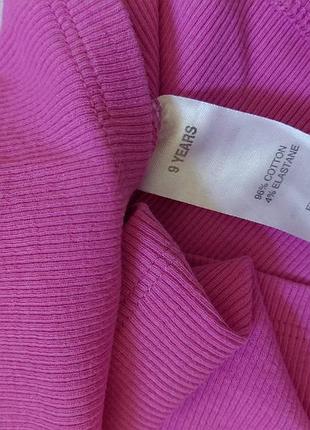 9 YEARS
96% COTTON
4% ELASTANE